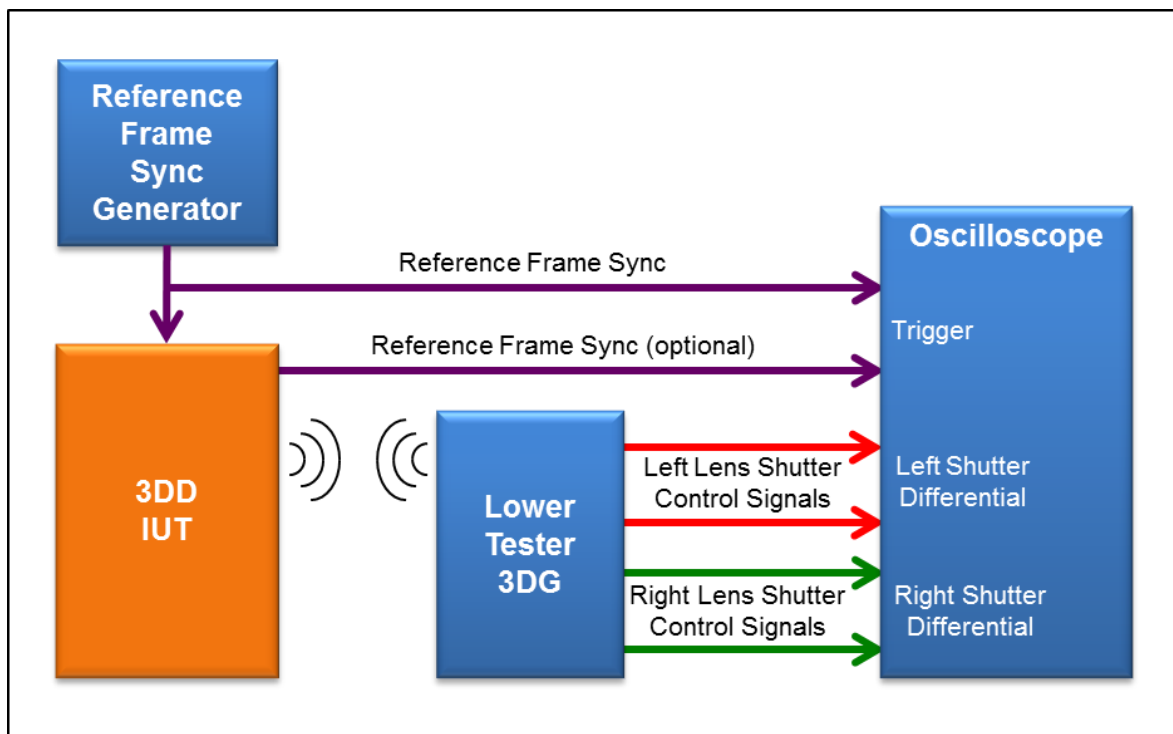 Reference
Frame
Sync
Generator
Oscilloscope
Reference Frame Sync
Trigger
Reference Frame Sync (optional)
3DD
IUT
Lower
Tester
3DG
Left Lens Shutter
Control Signals
Left Shutter
Differential
Right Lens Shutter
Control Signals
Right Shutter
Differential